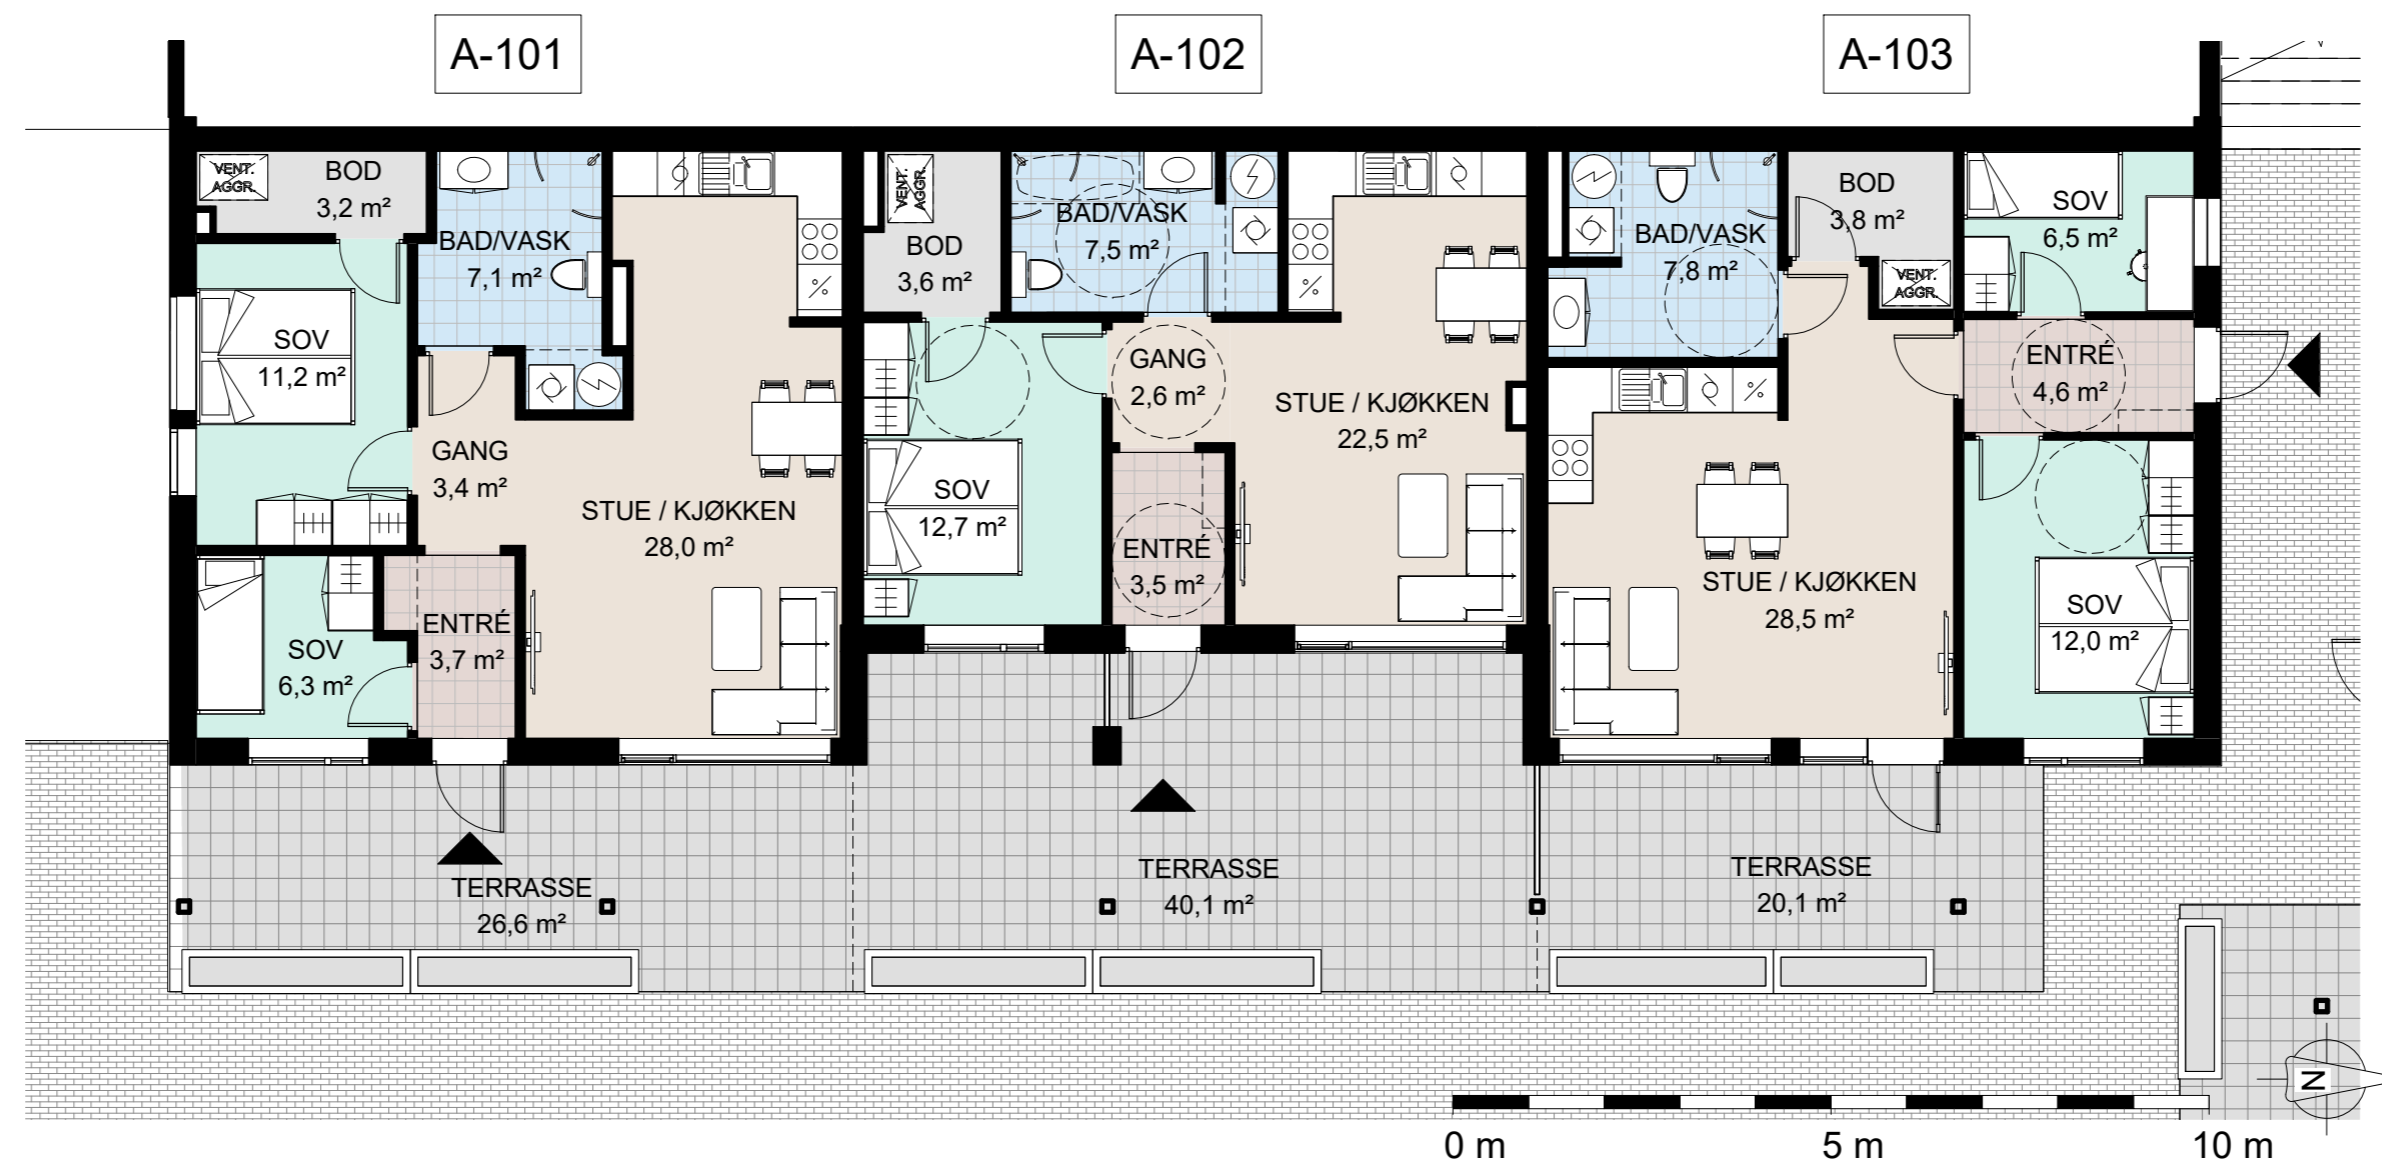 A-101
A-102
A-103
VENT.
AGGR.
BOD
3,2 m²
BAD/VASK
7,1 m²
SOV
11,2 m²
GANG
3,4 m²
STUE / KJØKKEN
28,0 m²
SOV
6,3 m²
ENTRÉ
3,7 m²
TERRASSE
26,6 m²
VENT.
AGGR.
BOD
3,6 m²
BAD/VASK
7,5 m²
GANG
2,6 m²
STUE / KJØKKEN
22,5 m²
SOV
12,7 m²
ENTRÉ
3,5 m²
TERRASSE
40,1 m²
BAD/VASK
7,8 m²
BOD
3,8 m²
VENT.
AGGR.
SOV
6,5 m²
ENTRÉ
4,6 m²
STUE / KJØKKEN
28,5 m²
SOV
12,0 m²
TERRASSE
20,1 m²
N
0 m
5 m
10 m